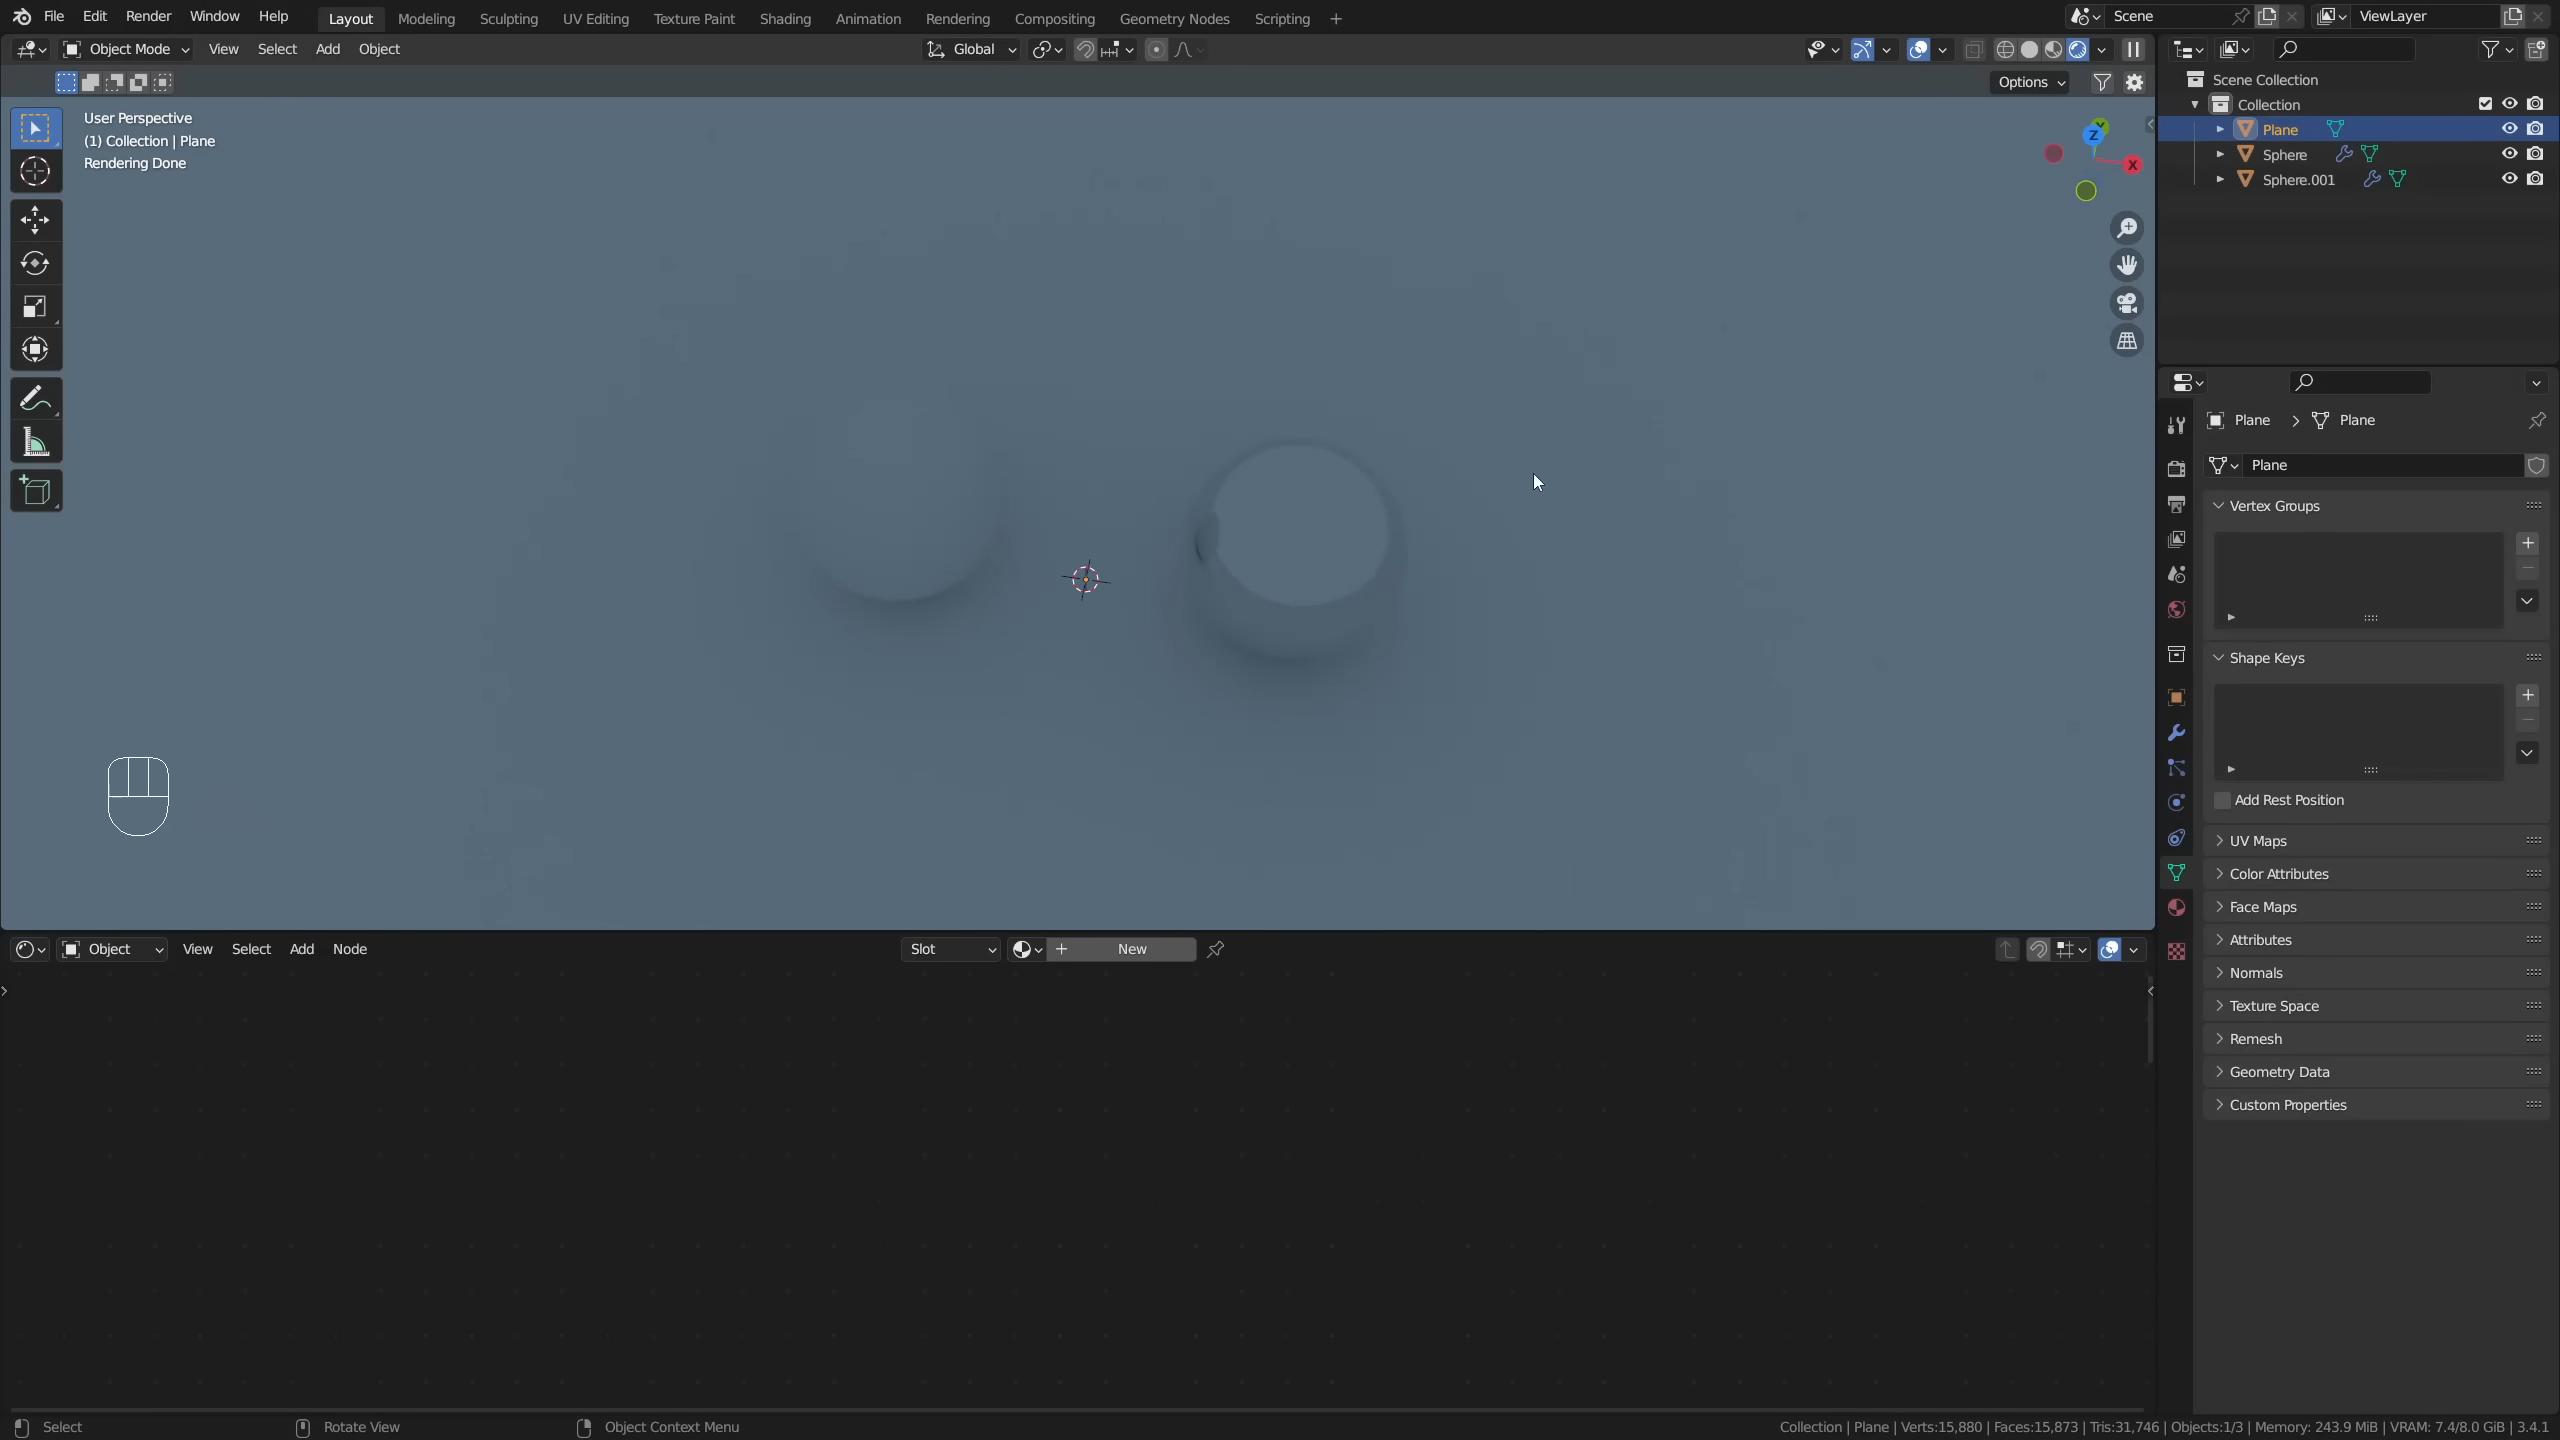 File Edit Render Window Help Layout Modeling Sculpting UV Editing Texture Paint Shading Animation Rendering Compositing Geometry Nodes Scripting + Scene ViewLayer
Object Mode View Select Add Object Global
Options
User Perspective
(1) Collection | Plane
Rendering Done
Z
Y
X
Scene Collection
Collection
Plane
Sphere
Sphere.001
Plane > Plane
Plane
Vertex Groups
Shape Keys
Add Rest Position
UV Maps
Color Attributes
Face Maps
Attributes
Normals
Texture Space
Remesh
Geometry Data
Custom Properties
Object View Select Add Node Slot + New
Select Rotate View Object Context Menu Collection | Plane | Verts:15,880 | Faces:15,873 | Tris:31,746 | Objects:1/3 | Memory: 243.9 MiB | VRAM: 7.4/8.0 GiB | 3.4.1